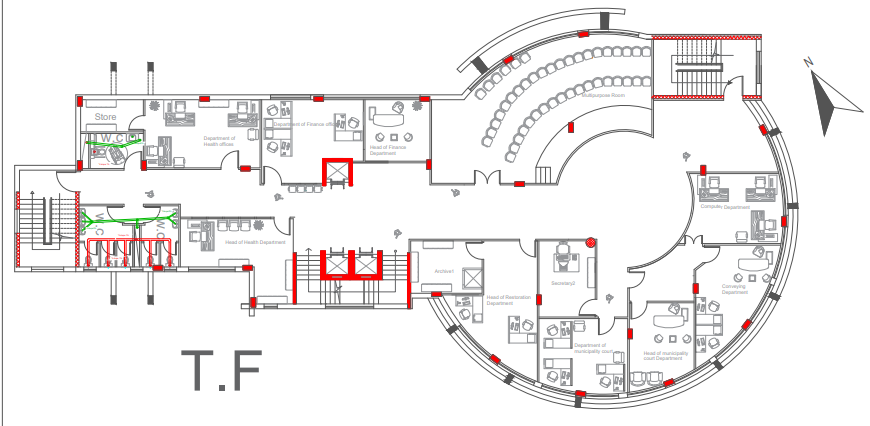 N
Store
Multipurpose Room
W.C
Department of
Health offices
Department of Finance offices
Head of Finance
Department
W.C
W.C
Compaby Department
Head of Health Department
Archive1
Secretary2
Conveying
Department
Head of Restoration
Department
Department of
municipality court
Head of municipality
court Department
T.F